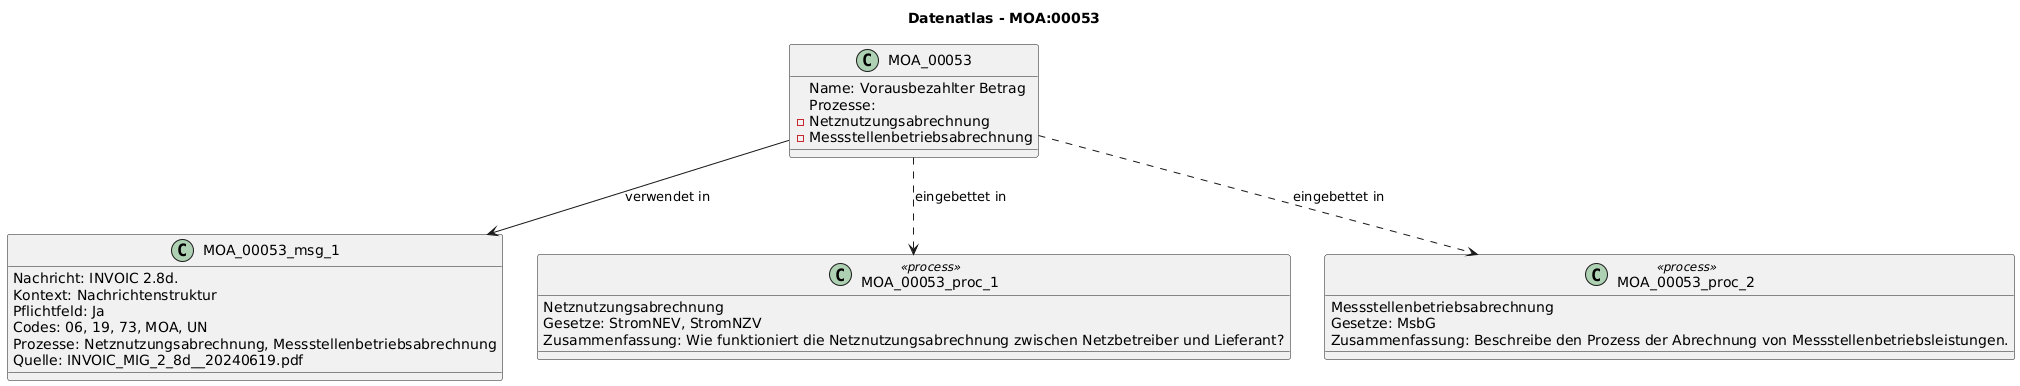 Datenatlas - MOA:00053
C MOA_00053
Name: Vorausbezahlter Betrag
Prozesse:
Netznutzungsabrechnung
Messstellenbetriebsabrechnung
verwendet in
eingebettet in
eingebettet in
C MOA_00053_msg_1
Nachricht: INVOIC 2.8d.
Kontext: Nachrichtenstruktur
Pflichtfeld: Ja
Codes: 06, 19, 73, MOA, UN
Prozesse: Netznutzungsabrechnung, Messstellenbetriebsabrechnung
Quelle: INVOIC_MIG_2_8d__20240619.pdf
«process»
C MOA_00053_proc_1
Netznutzungsabrechnung
Gesetze: StromNEV, StromNZV
Zusammenfassung: Wie funktioniert die Netznutzungsabrechnung zwischen Netzbetreiber und Lieferant?
«process»
C MOA_00053_proc_2
Messstellenbetriebsabrechnung
Gesetze: MsbG
Zusammenfassung: Beschreibe den Prozess der Abrechnung von Messstellenbetriebsleistungen.